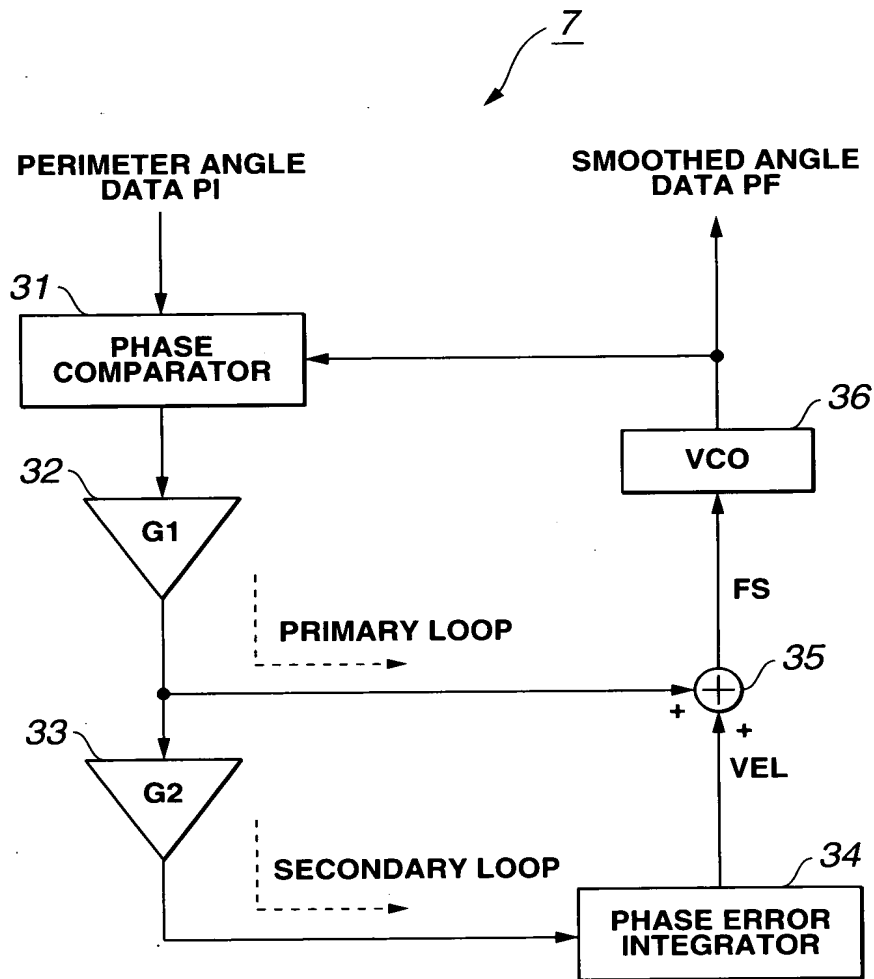 7
PERIMETER ANGLE
DATA PI
SMOOTHED ANGLE
DATA PF
31
PHASE
COMPARATOR
36
VCO
32
G1
FS
PRIMARY LOOP
35
+
+
+
33
G2
VEL
SECONDARY LOOP
34
PHASE ERROR
INTEGRATOR